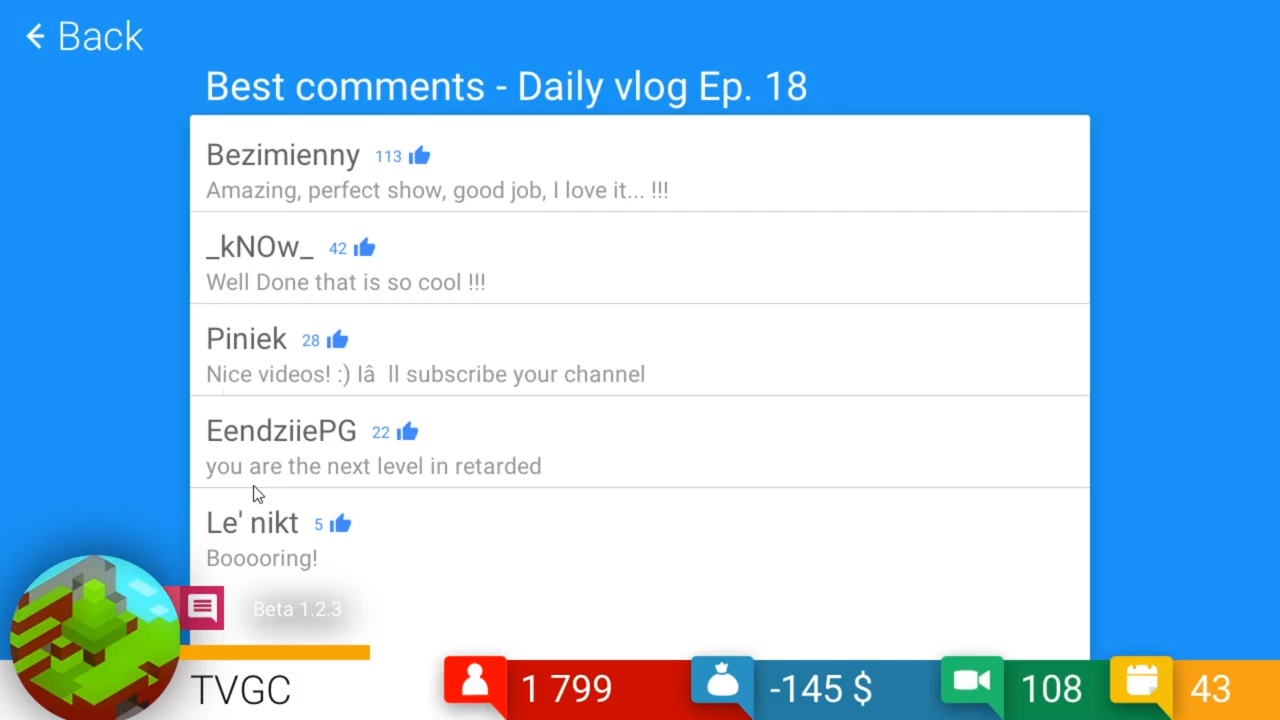 Back
Best comments - Daily vlog Ep. 18
Bezimienny 113
Amazing, perfect show, good job, I love it... !!!
_kNOw_ 42
Well Done that is so cool !!!
Piniek 28
Nice videos! :) Iâ ll subscribe your channel
EendziiePG 22
you are the next level in retarded
Le' nikt 5
Booooring!
Beta 1.2.3
TVGC 1 799 -145 $ 108 43